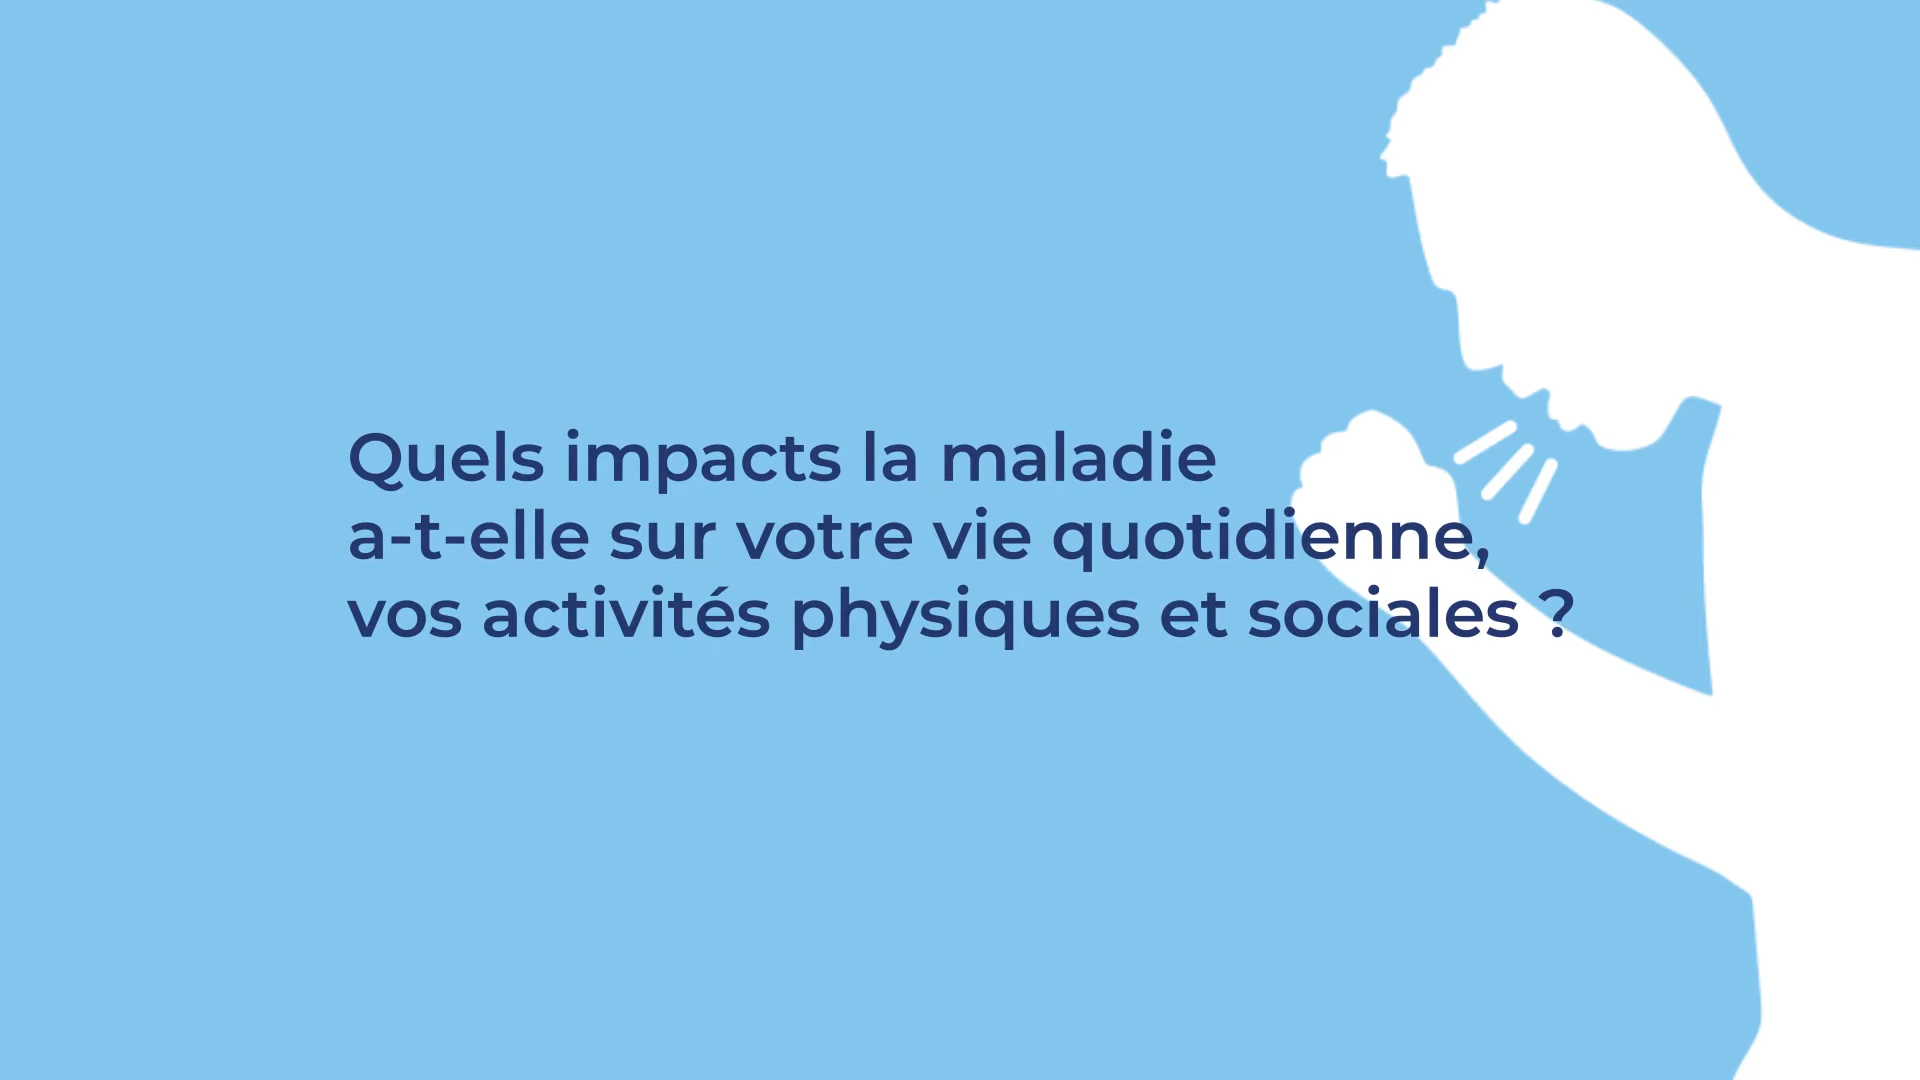 Quels impacts la maladie
a-t-elle sur votre vie quotidienne,
vos activités physiques et sociales ?